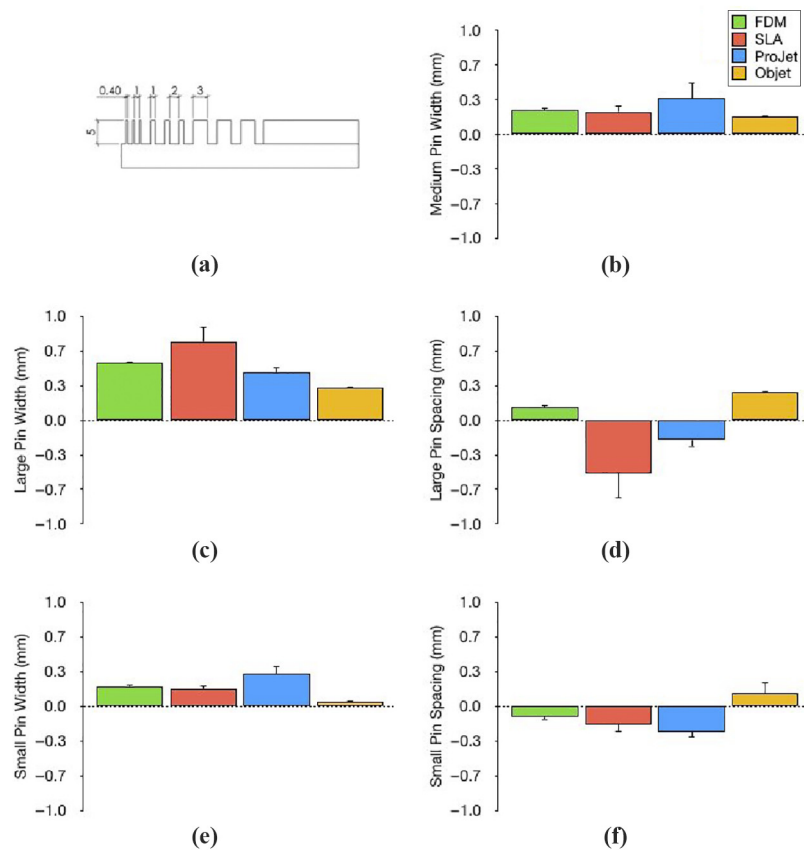 0.40 1 1 2 3
5
(a)
FDM
SLA
ProJet
Objet
Medium Pin Width (mm)
1.0
0.7
0.3
0.0
−0.3
−0.7
−1.0
(b)
Large Pin Width (mm)
1.0
0.7
0.3
0.0
−0.3
−0.7
−1.0
(c)
Large Pin Spacing (mm)
1.0
0.7
0.3
0.0
−0.3
−0.7
−1.0
(d)
Small Pin Width (mm)
1.0
0.7
0.3
0.0
−0.3
−0.7
−1.0
(e)
Small Pin Spacing (mm)
1.0
0.7
0.3
0.0
−0.3
−0.7
−1.0
(f)